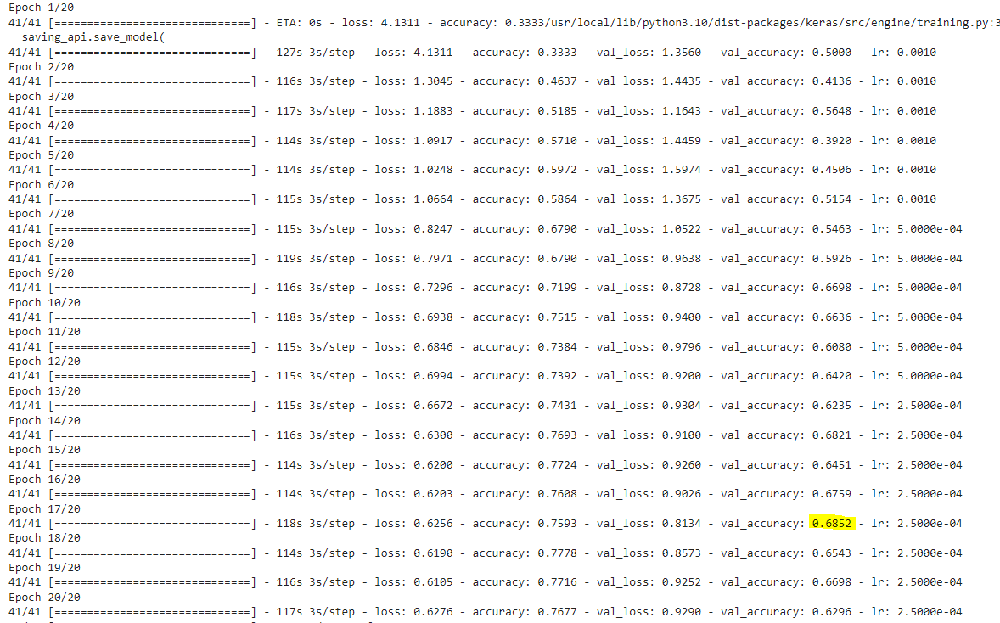 Epoch 1/20
41/41 [==============================] - ETA: 0s - loss: 4.1311 - accuracy: 0.3333/usr/local/lib/python3.10/dist-packages/keras/src/engine/training.py:
saving_api.save_model(
41/41 [==============================] - 127s 3s/step - loss: 4.1311 - accuracy: 0.3333 - val_loss: 1.3560 - val_accuracy: 0.5000 - lr: 0.0010
Epoch 2/20
41/41 [==============================] - 116s 3s/step - loss: 1.3045 - accuracy: 0.4637 - val_loss: 1.4435 - val_accuracy: 0.4136 - lr: 0.0010
Epoch 3/20
41/41 [==============================] - 117s 3s/step - loss: 1.1883 - accuracy: 0.5185 - val_loss: 1.1643 - val_accuracy: 0.5648 - lr: 0.0010
Epoch 4/20
41/41 [==============================] - 114s 3s/step - loss: 1.0917 - accuracy: 0.5710 - val_loss: 1.4459 - val_accuracy: 0.3920 - lr: 0.0010
Epoch 5/20
41/41 [==============================] - 114s 3s/step - loss: 1.0248 - accuracy: 0.5972 - val_loss: 1.5974 - val_accuracy: 0.4506 - lr: 0.0010
Epoch 6/20
41/41 [==============================] - 115s 3s/step - loss: 1.0664 - accuracy: 0.5864 - val_loss: 1.3675 - val_accuracy: 0.5154 - lr: 0.0010
Epoch 7/20
41/41 [==============================] - 115s 3s/step - loss: 0.8247 - accuracy: 0.6790 - val_loss: 1.0522 - val_accuracy: 0.5463 - lr: 5.0000e-04
Epoch 8/20
41/41 [==============================] - 119s 3s/step - loss: 0.7971 - accuracy: 0.6790 - val_loss: 0.9638 - val_accuracy: 0.5926 - lr: 5.0000e-04
Epoch 9/20
41/41 [==============================] - 116s 3s/step - loss: 0.7296 - accuracy: 0.7199 - val_loss: 0.8728 - val_accuracy: 0.6698 - lr: 5.0000e-04
Epoch 10/20
41/41 [==============================] - 118s 3s/step - loss: 0.6938 - accuracy: 0.7515 - val_loss: 0.9400 - val_accuracy: 0.6636 - lr: 5.0000e-04
Epoch 11/20
41/41 [==============================] - 115s 3s/step - loss: 0.6846 - accuracy: 0.7384 - val_loss: 0.9796 - val_accuracy: 0.6080 - lr: 5.0000e-04
Epoch 12/20
41/41 [==============================] - 115s 3s/step - loss: 0.6994 - accuracy: 0.7392 - val_loss: 0.9200 - val_accuracy: 0.6420 - lr: 5.0000e-04
Epoch 13/20
41/41 [==============================] - 115s 3s/step - loss: 0.6672 - accuracy: 0.7431 - val_loss: 0.9304 - val_accuracy: 0.6235 - lr: 2.5000e-04
Epoch 14/20
41/41 [==============================] - 116s 3s/step - loss: 0.6300 - accuracy: 0.7693 - val_loss: 0.9100 - val_accuracy: 0.6821 - lr: 2.5000e-04
Epoch 15/20
41/41 [==============================] - 114s 3s/step - loss: 0.6200 - accuracy: 0.7724 - val_loss: 0.9260 - val_accuracy: 0.6451 - lr: 2.5000e-04
Epoch 16/20
41/41 [==============================] - 114s 3s/step - loss: 0.6203 - accuracy: 0.7608 - val_loss: 0.9026 - val_accuracy: 0.6759 - lr: 2.5000e-04
Epoch 17/20
41/41 [==============================] - 118s 3s/step - loss: 0.6256 - accuracy: 0.7593 - val_loss: 0.8134 - val_accuracy: 0.6852 - lr: 2.5000e-04
Epoch 18/20
41/41 [==============================] - 114s 3s/step - loss: 0.6190 - accuracy: 0.7778 - val_loss: 0.8573 - val_accuracy: 0.6543 - lr: 2.5000e-04
Epoch 19/20
41/41 [==============================] - 116s 3s/step - loss: 0.6105 - accuracy: 0.7716 - val_loss: 0.9252 - val_accuracy: 0.6698 - lr: 2.5000e-04
Epoch 20/20
41/41 [==============================] - 117s 3s/step - loss: 0.6276 - accuracy: 0.7677 - val_loss: 0.9290 - val_accuracy: 0.6296 - lr: 2.5000e-04